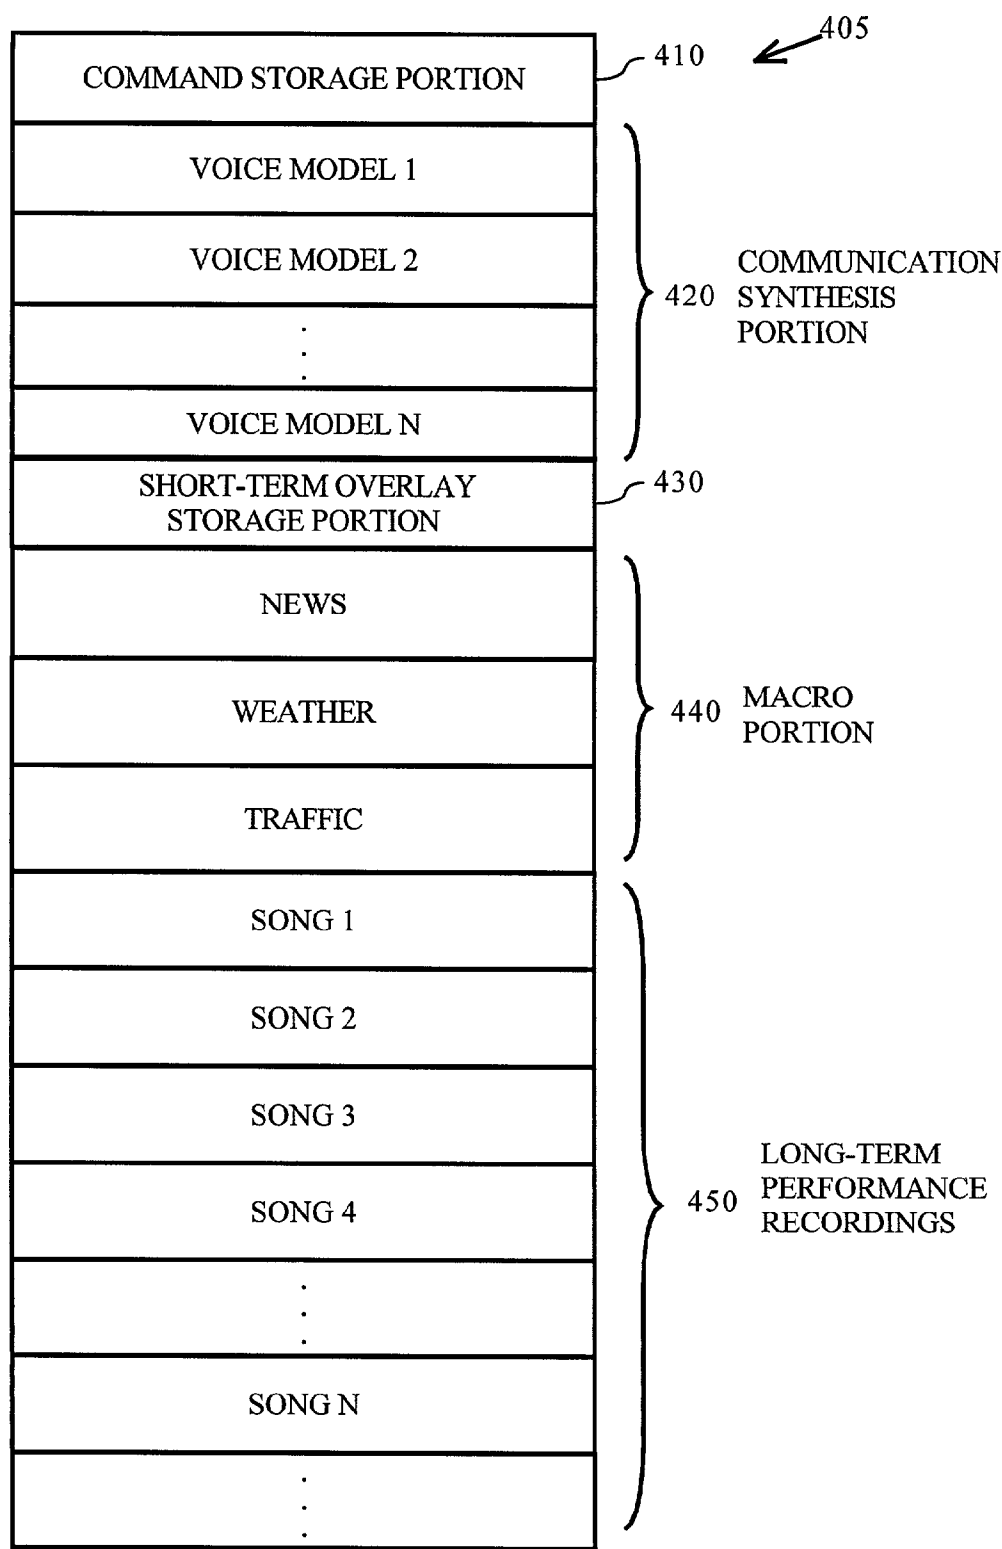 405
COMMAND STORAGE PORTION
410
VOICE MODEL 1
VOICE MODEL 2
.
.
.
VOICE MODEL N
420
COMMUNICATION
SYNTHESIS
PORTION
SHORT-TERM OVERLAY
STORAGE PORTION
430
NEWS
WEATHER
TRAFFIC
440
MACRO
PORTION
SONG 1
SONG 2
SONG 3
SONG 4
.
.
.
SONG N
.
.
.
450
LONG-TERM
PERFORMANCE
RECORDINGS